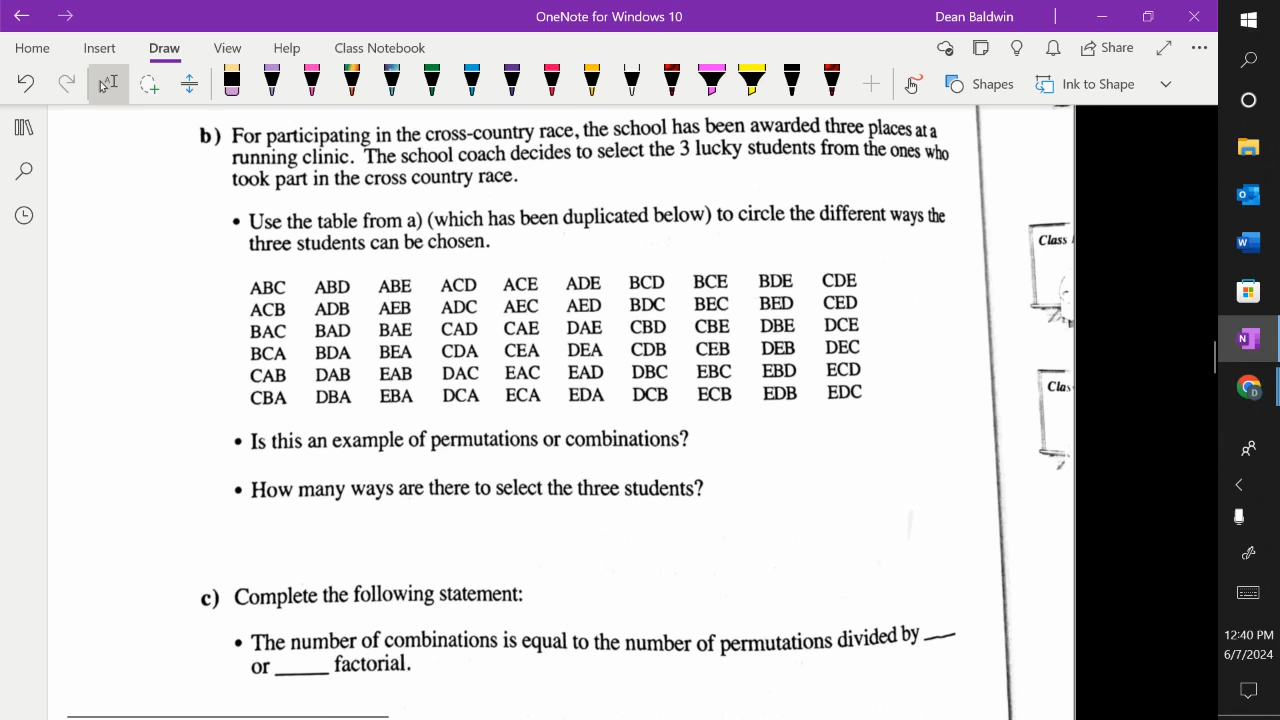 OneNote for Windows 10
Dean Baldwin
Home Insert Draw View Help Class Notebook
Share
Shapes
Ink to Shape
b) For participating in the cross-country race, the school has been awarded three places at a
running clinic. The school coach decides to select the 3 lucky students from the ones who
took part in the cross country race.
• Use the table from a) (which has been duplicated below) to circle the different ways the
three students can be chosen.
ABC ABD ABE ACD ACE ADE BCD BCE BDE CDE
ACB ADB AEB ADC AEC AED BDC BEC BED CED
BAC BAD BAE CAD CAE DAE CBD CBE DBE DCE
BCA BDA BEA CDA CEA DEA CDB CEB DEB DEC
CAB DAB EAB DAC EAC EAD DBC EBC EBD ECD
CBA DBA EBA DCA ECA EDA DCB ECB EDB EDC
• Is this an example of permutations or combinations?
• How many ways are there to select the three students?
c) Complete the following statement:
• The number of combinations is equal to the number of permutations divided by ___
or _____ factorial.
Class
Clas
12:40 PM
6/7/2024